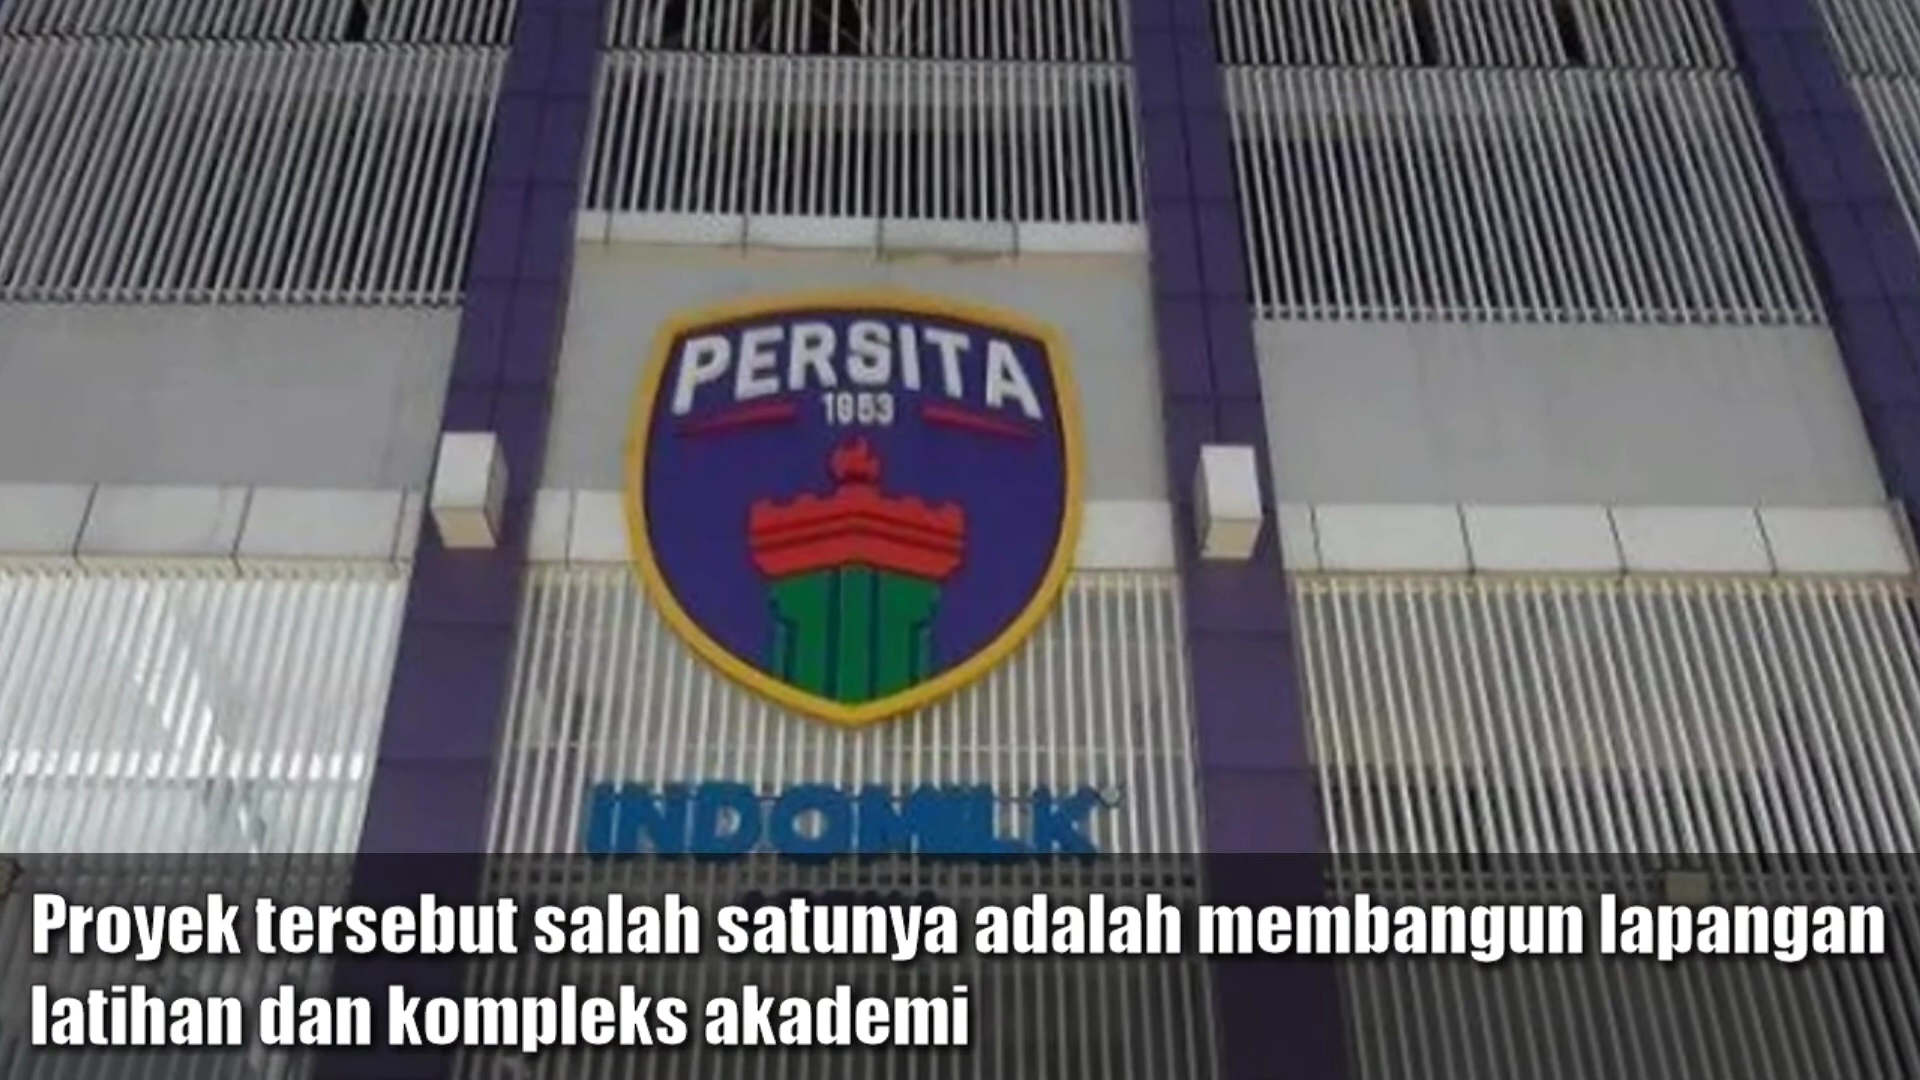 PERSITA
1953
INDOMILK
Proyek tersebut salah satunya adalah membangun lapangan
latihan dan kompleks akademi